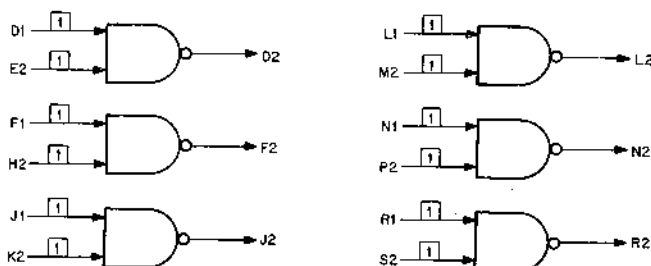 D1 1 L1 1
D2 L2
E2 1 M2 1
F1 1 N1 1
F2 N2
H2 1 P2 1
J1 1 R1 1
J2 R2
K2 1 S2 1